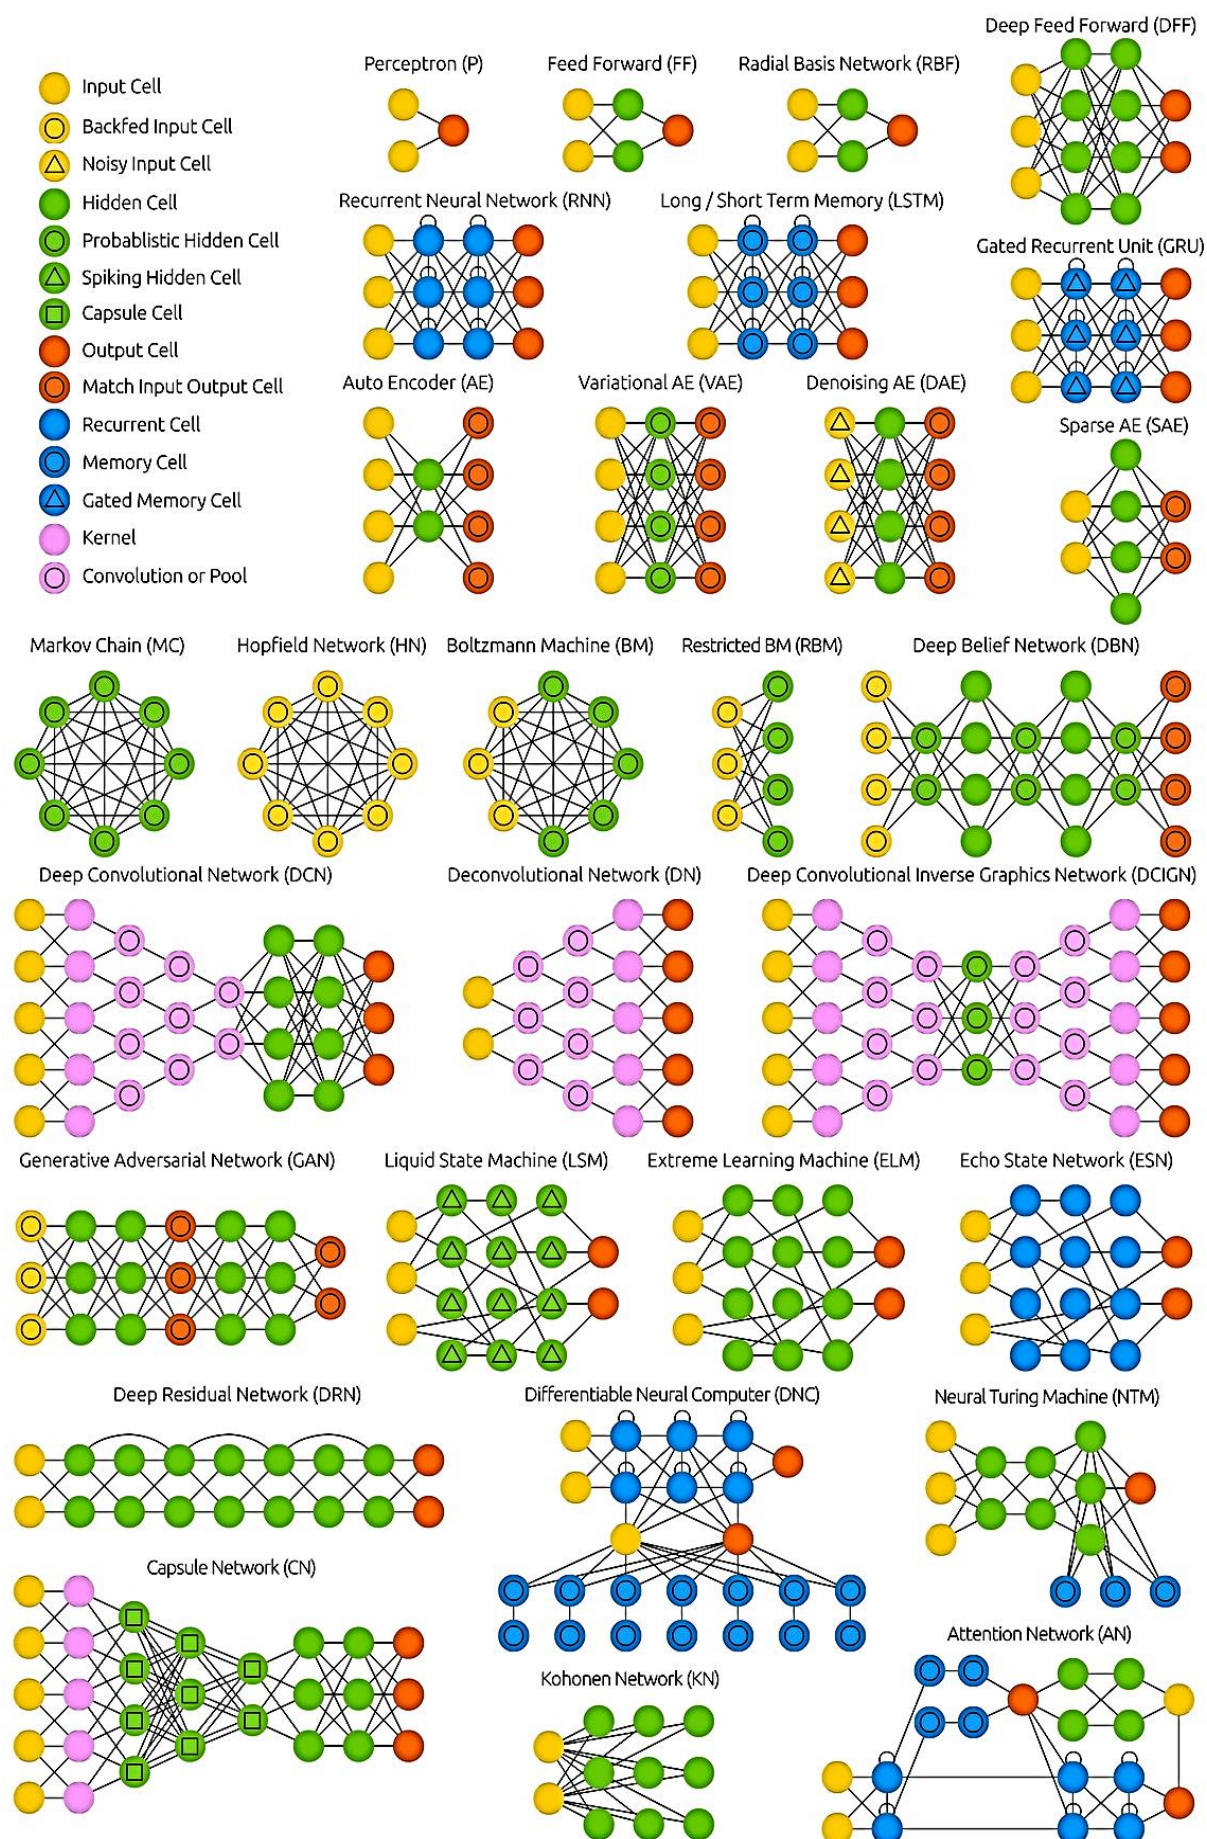 Deep Feed Forward (DFF)
Perceptron (P)
Feed Forward (FF)
Radial Basis Network (RBF)
Input Cell
Backfed Input Cell
Noisy Input Cell
Hidden Cell
Probablistic Hidden Cell
Spiking Hidden Cell
Capsule Cell
Output Cell
Match Input Output Cell
Recurrent Cell
Memory Cell
Gated Memory Cell
Kernel
Convolution or Pool
Recurrent Neural Network (RNN)
Long / Short Term Memory (LSTM)
Gated Recurrent Unit (GRU)
Auto Encoder (AE)
Variational AE (VAE)
Denoising AE (DAE)
Sparse AE (SAE)
Markov Chain (MC)
Hopfield Network (HN)
Boltzmann Machine (BM)
Restricted BM (RBM)
Deep Belief Network (DBN)
Deep Convolutional Network (DCN)
Deconvolutional Network (DN)
Deep Convolutional Inverse Graphics Network (DCIGN)
Generative Adversarial Network (GAN)
Liquid State Machine (LSM)
Extreme Learning Machine (ELM)
Echo State Network (ESN)
Deep Residual Network (DRN)
Differentiable Neural Computer (DNC)
Neural Turing Machine (NTM)
Capsule Network (CN)
Kohonen Network (KN)
Attention Network (AN)